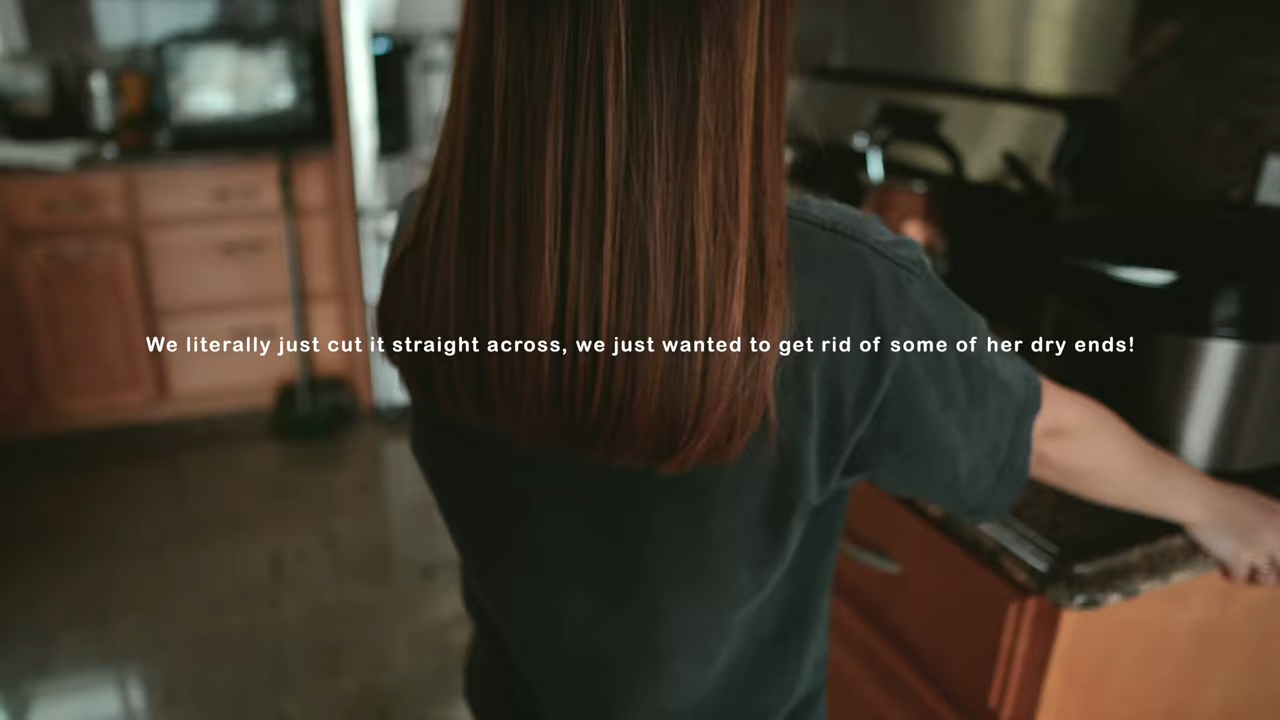 We literally just cut it straight across, we just wanted to get rid of some of her dry ends!